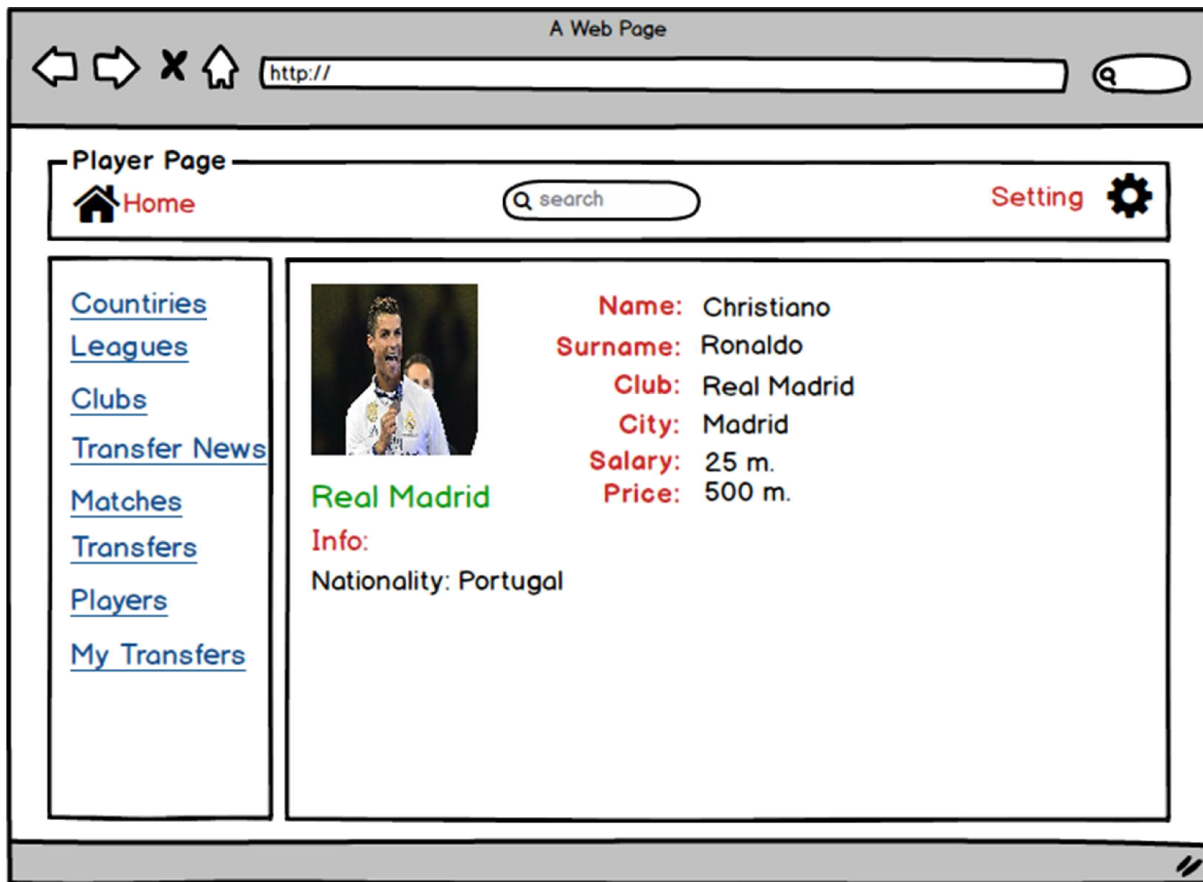 A Web Page
http://
Player Page
Home
search
Setting
Countiries
Leagues
Clubs
Transfer News
Matches
Transfers
Players
My Transfers
Name: Christiano
Surname: Ronaldo
Club: Real Madrid
City: Madrid
Salary: 25 m.
Price: 500 m.
Real Madrid
Info:
Nationality: Portugal